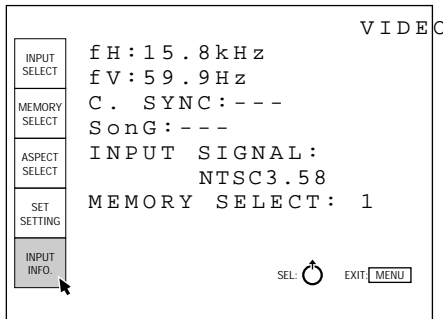 VIDEO
INPUT
SELECT
MEMORY
SELECT
ASPECT
SELECT
SET
SETTING
INPUT
INFO.
fH:15.8kHz
fV:59.9Hz
C. SYNC:---
SonG:---
INPUT SIGNAL:
NTSC3.58
MEMORY SELECT: 1
SEL: EXIT: MENU